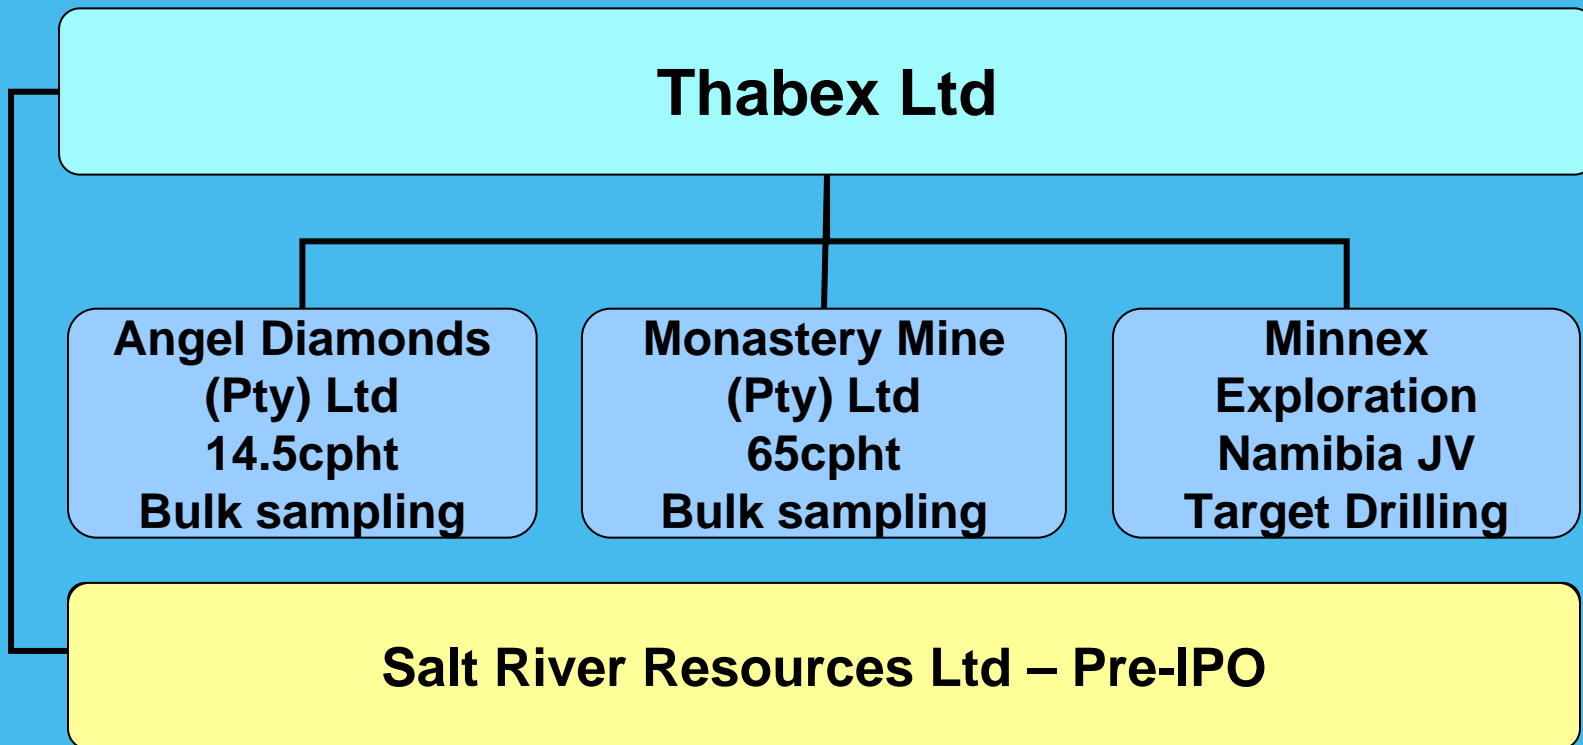 Thabex Ltd
Angel Diamonds
(Pty) Ltd
14.5cpht
Bulk sampling
Monastery Mine
(Pty) Ltd
65cpht
Bulk sampling
Minnex
Exploration
Namibia JV
Target Drilling
Salt River Resources Ltd – Pre-IPO